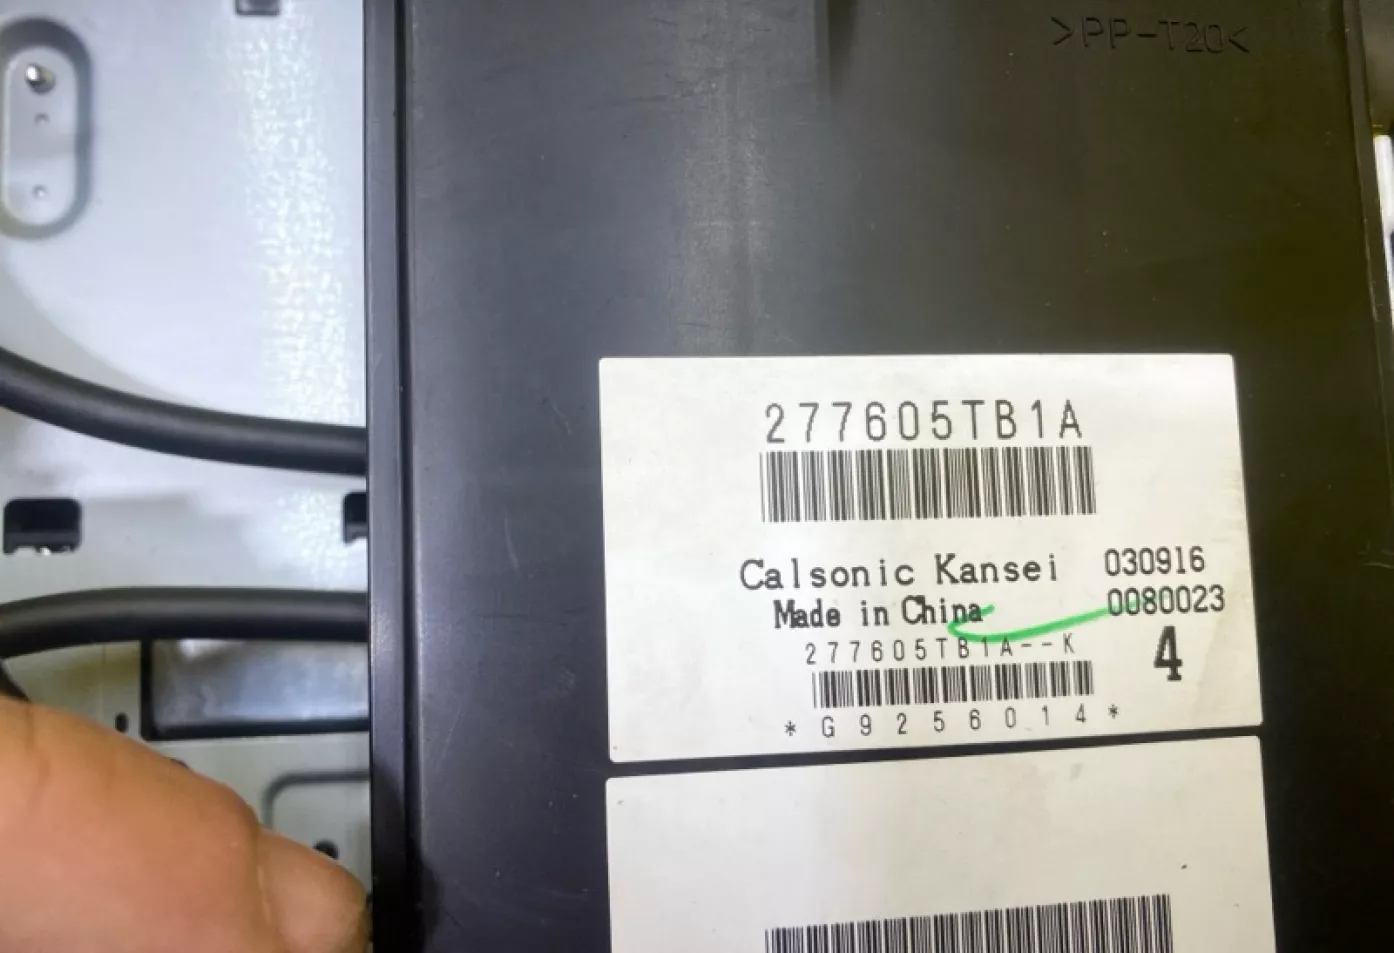 >PP-T20<
277605TB1A
Calsonic Kansei 030916
Made in China 0080023
277605TB1A--K 4
*G9256014*